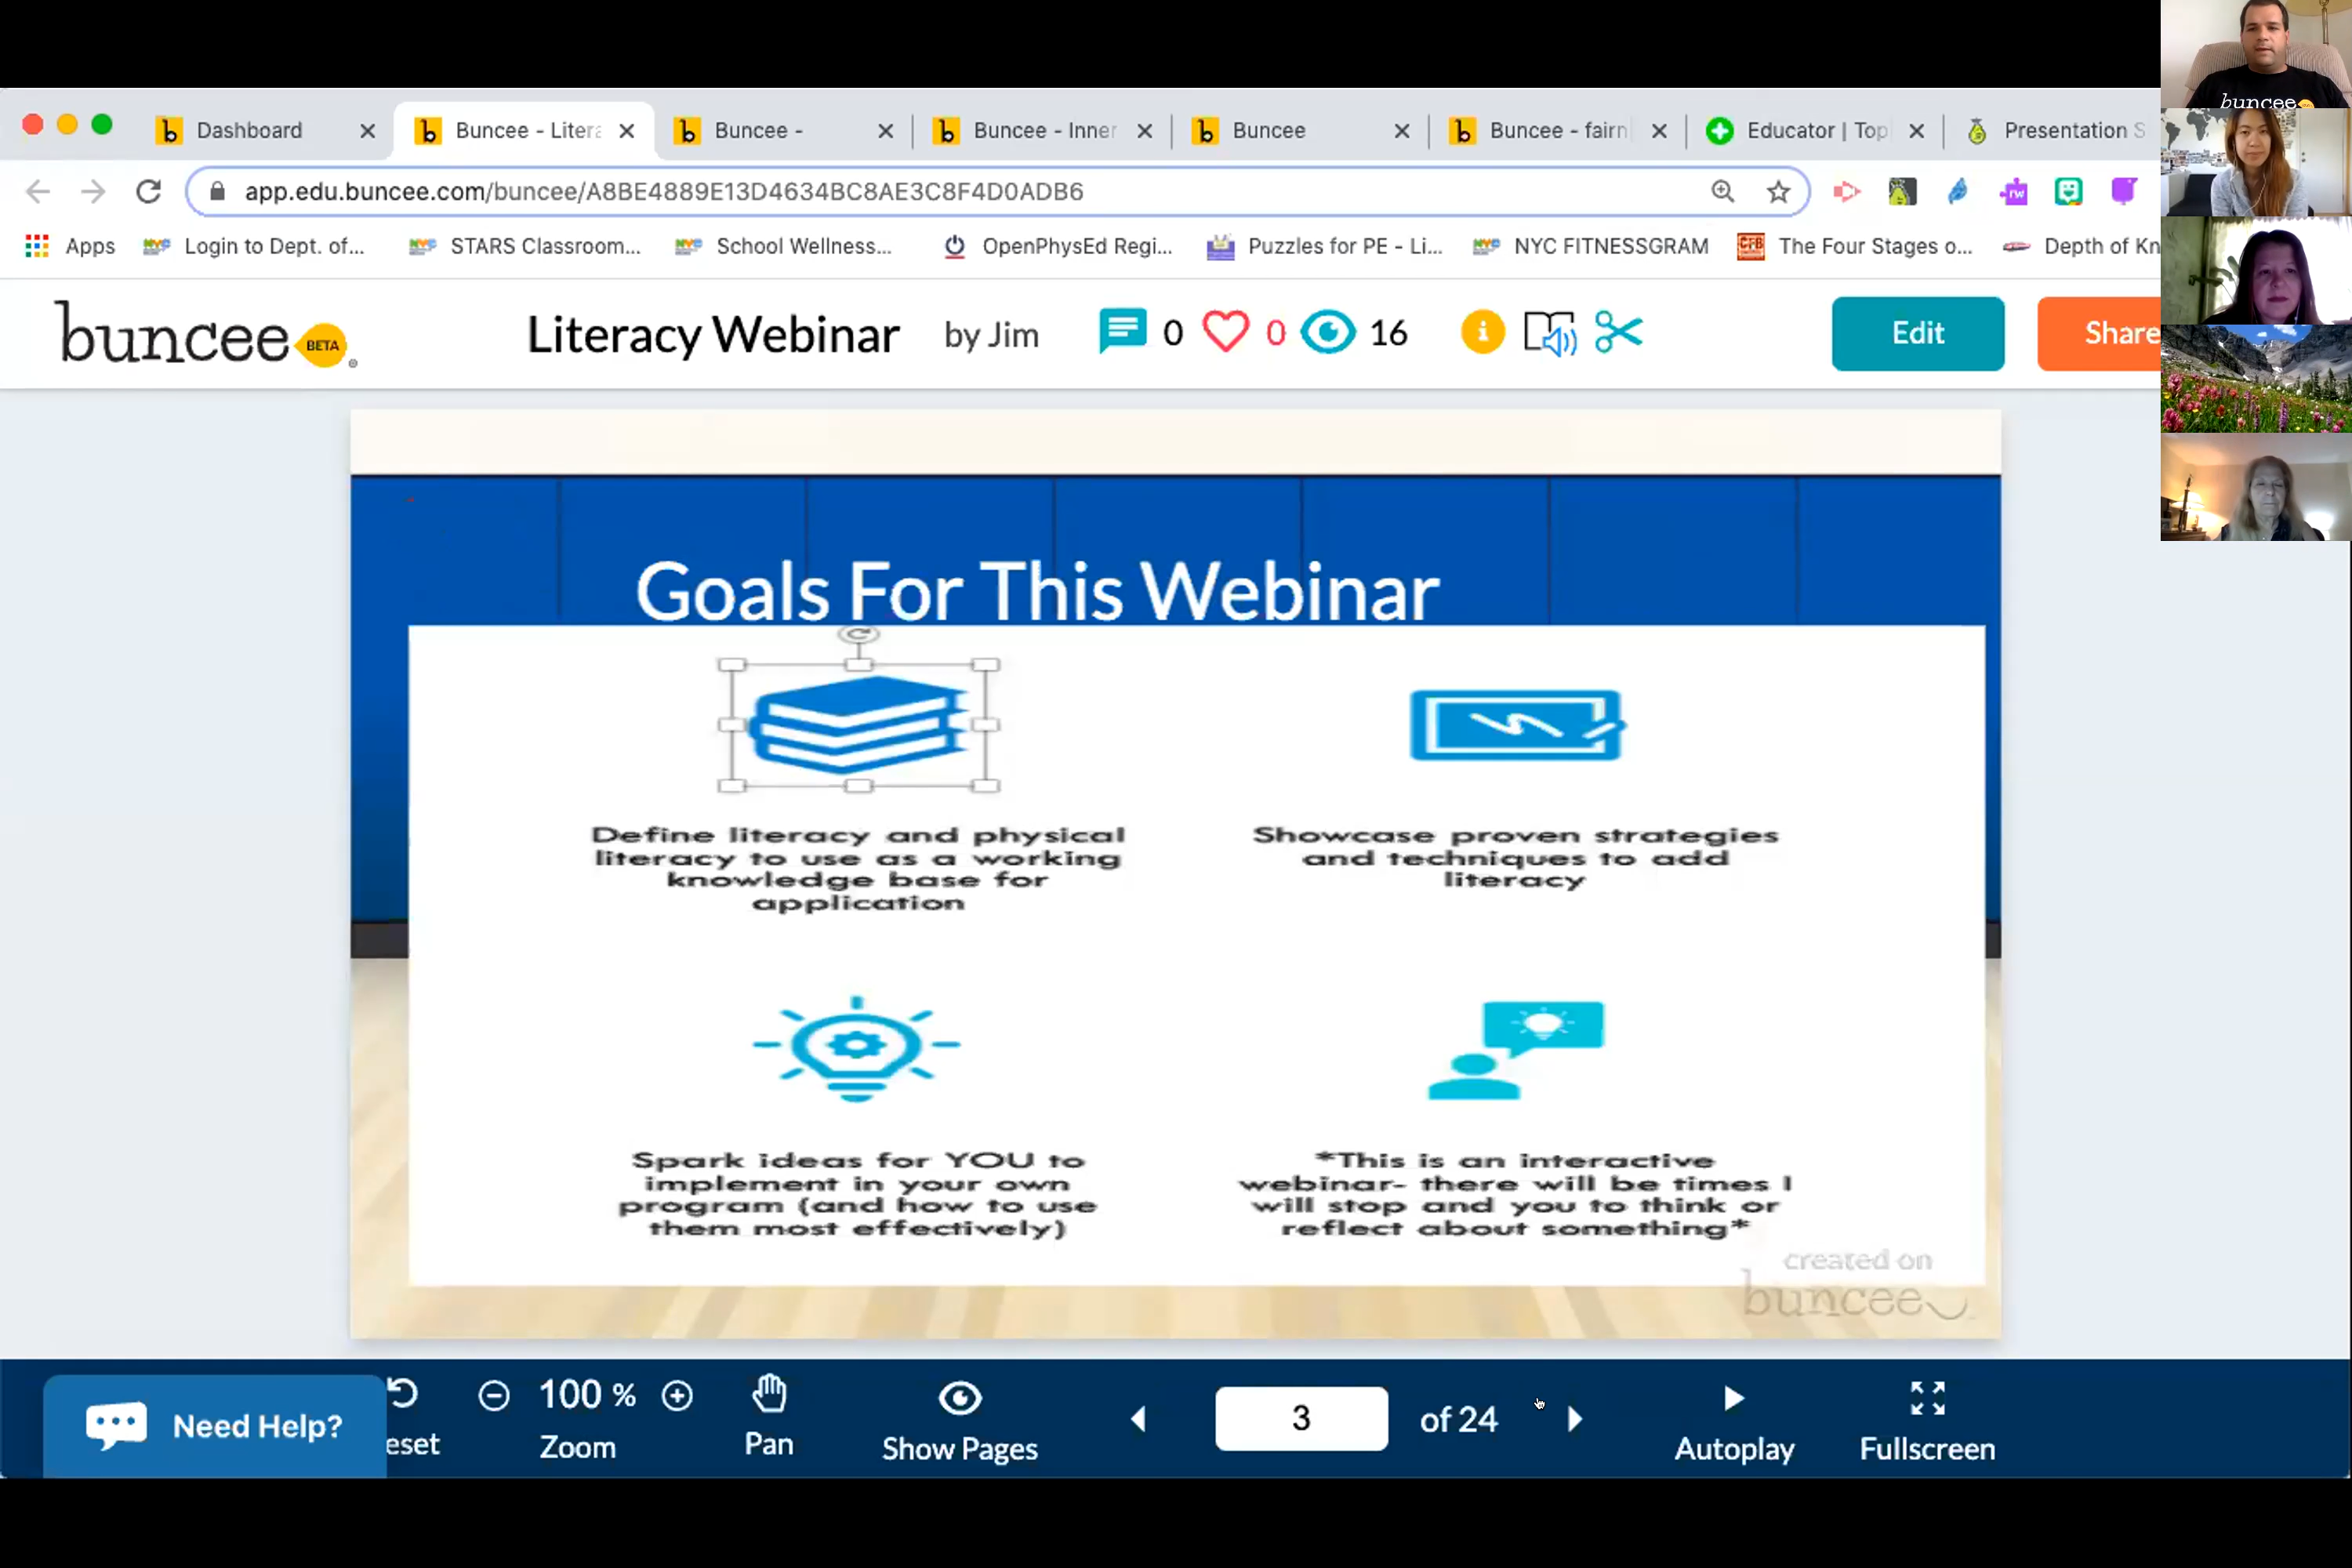 buncee
Dashboard
Buncee - Litera
Buncee -
Buncee - Inner
Buncee
Buncee - fairn
Educator | Top
Presentation S
app.edu.buncee.com/buncee/A8BE4889E13D4634BC8AE3C8F4D0ADB6
Apps
Login to Dept. of...
STARS Classroom...
School Wellness...
OpenPhysEd Regi...
Puzzles for PE - Li...
NYC FITNESSGRAM
The Four Stages o...
Depth of Kn
buncee BETA
Literacy Webinar by Jim
0
0
16
Edit
Share
Goals For This Webinar
Define literacy and physical
literacy to use as a working
knowledge base for
application
Showcase proven strategies
and techniques to add
literacy
Spark ideas for YOU to
implement in your own
program (and how to use
them most effectively)
*This is an interactive
webinar- there will be times I
will stop and you to think or
reflect about something*
created on
buncee
Need Help?
eset
100 %
Zoom
Pan
Show Pages
3 of 24
Autoplay
Fullscreen